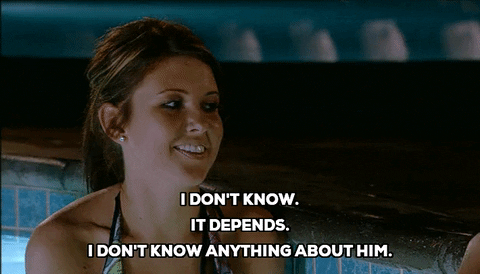 I DON'T KNOW.
IT DEPENDS.
I DON'T KNOW ANYTHING ABOUT HIM.